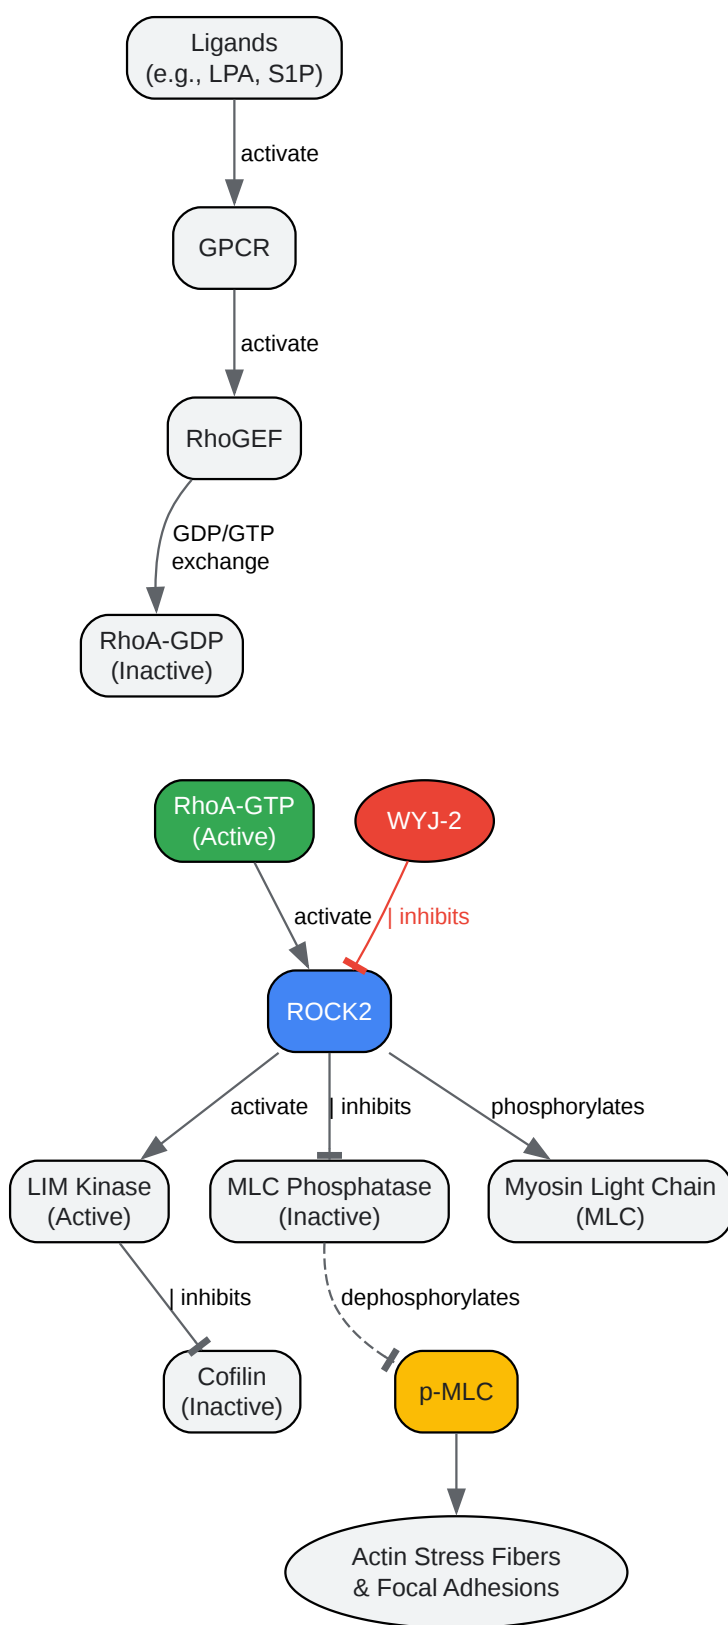 Ligands
(e.g., LPA, S1P)
activate
GPCR
activate
RhoGEF
GDP/GTP
exchange
RhoA-GDP
(Inactive)
RhoA-GTP
(Active)
WYJ-2
activate
| inhibits
ROCK2
activate
| inhibits
phosphorylates
LIM Kinase
(Active)
MLC Phosphatase
(Inactive)
Myosin Light Chain
(MLC)
| inhibits
dephosphorylates
Cofilin
(Inactive)
p-MLC
Actin Stress Fibers
& Focal Adhesions